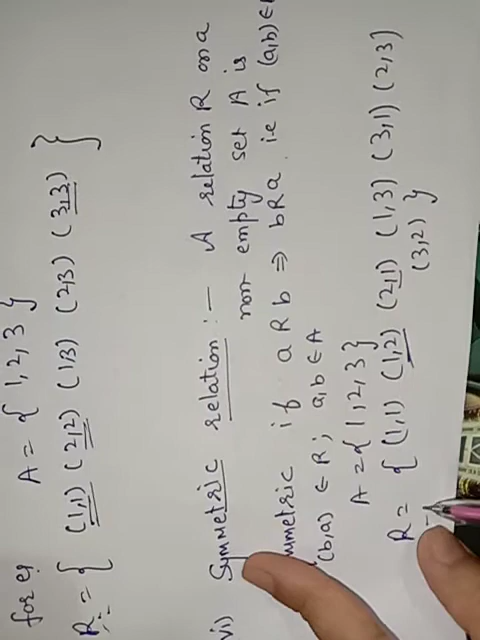 for eg
A = { 1, 2, 3 }
R = { (1,1) (2,2) (1,3) (2,3) (3,3) }
vi) Symmetric relation :— A relation R on a
non empty set A is
mmetric if a R b ⇒ b R a. i.e if (a,b) ∈
(b,a) ∈ R; a,b ∈ A
A = { 1, 2, 3 }
R = { (1,1) (1,2) (2,1) (1,3) (3,1) (2,3)
(3,2) }